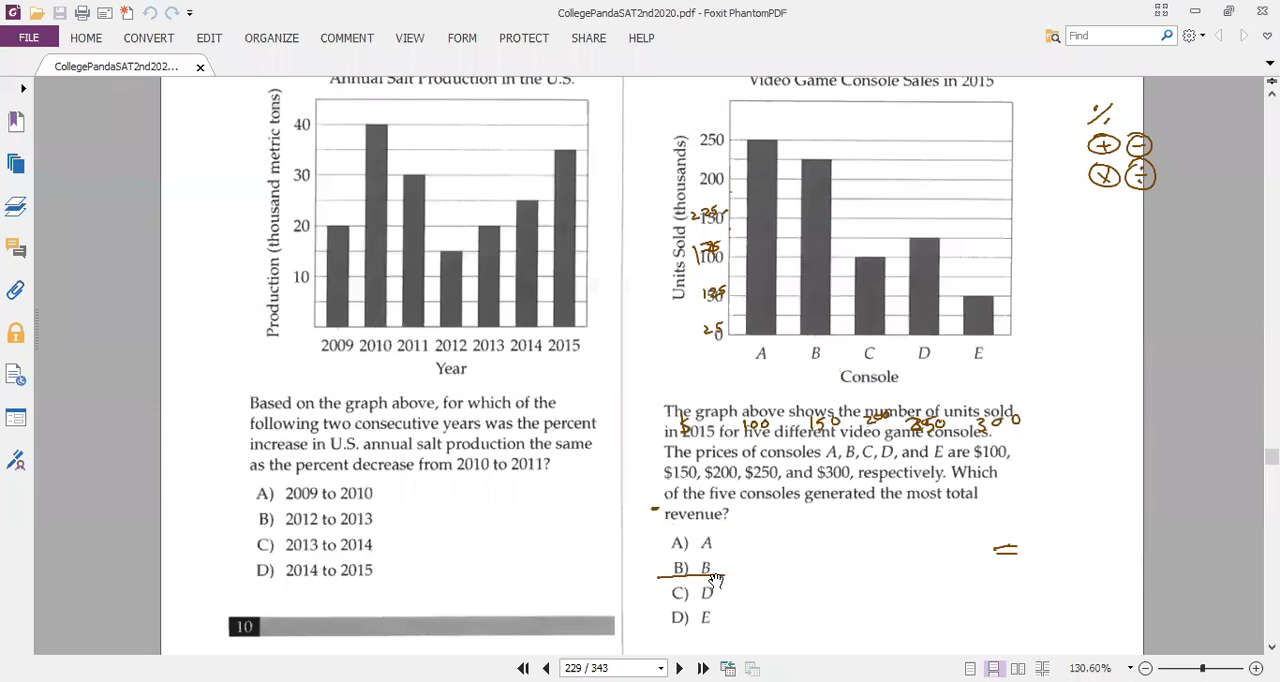 CollegePandaSAT2nd2020.pdf - Foxit PhantomPDF
FILE HOME CONVERT EDIT ORGANIZE COMMENT VIEW FORM PROTECT SHARE HELP
Find
CollegePandaSAT2nd202...
Annual Salt Production in the U.S.
Production (thousand metric tons)
40
30
20
10
2009 2010 2011 2012 2013 2014 2015
Year
Based on the graph above, for which of the
following two consecutive years was the percent
increase in U.S. annual salt production the same
as the percent decrease from 2010 to 2011?
A) 2009 to 2010
B) 2012 to 2013
C) 2013 to 2014
D) 2014 to 2015
10
Video Game Console Sales in 2015
Units Sold (thousands)
250
200
150
100
50
0
225
175
125
25
A B C D E
Console
The graph above shows the number of units sold
5 100 150 200 250 300
in 2015 for five different video game consoles.
The prices of consoles A, B, C, D, and E are $100,
$150, $200, $250, and $300, respectively. Which
of the five consoles generated the most total
revenue?
A) A
B) B
C) D
D) E
=
%
+ −
× ÷
229 / 343
130.60%